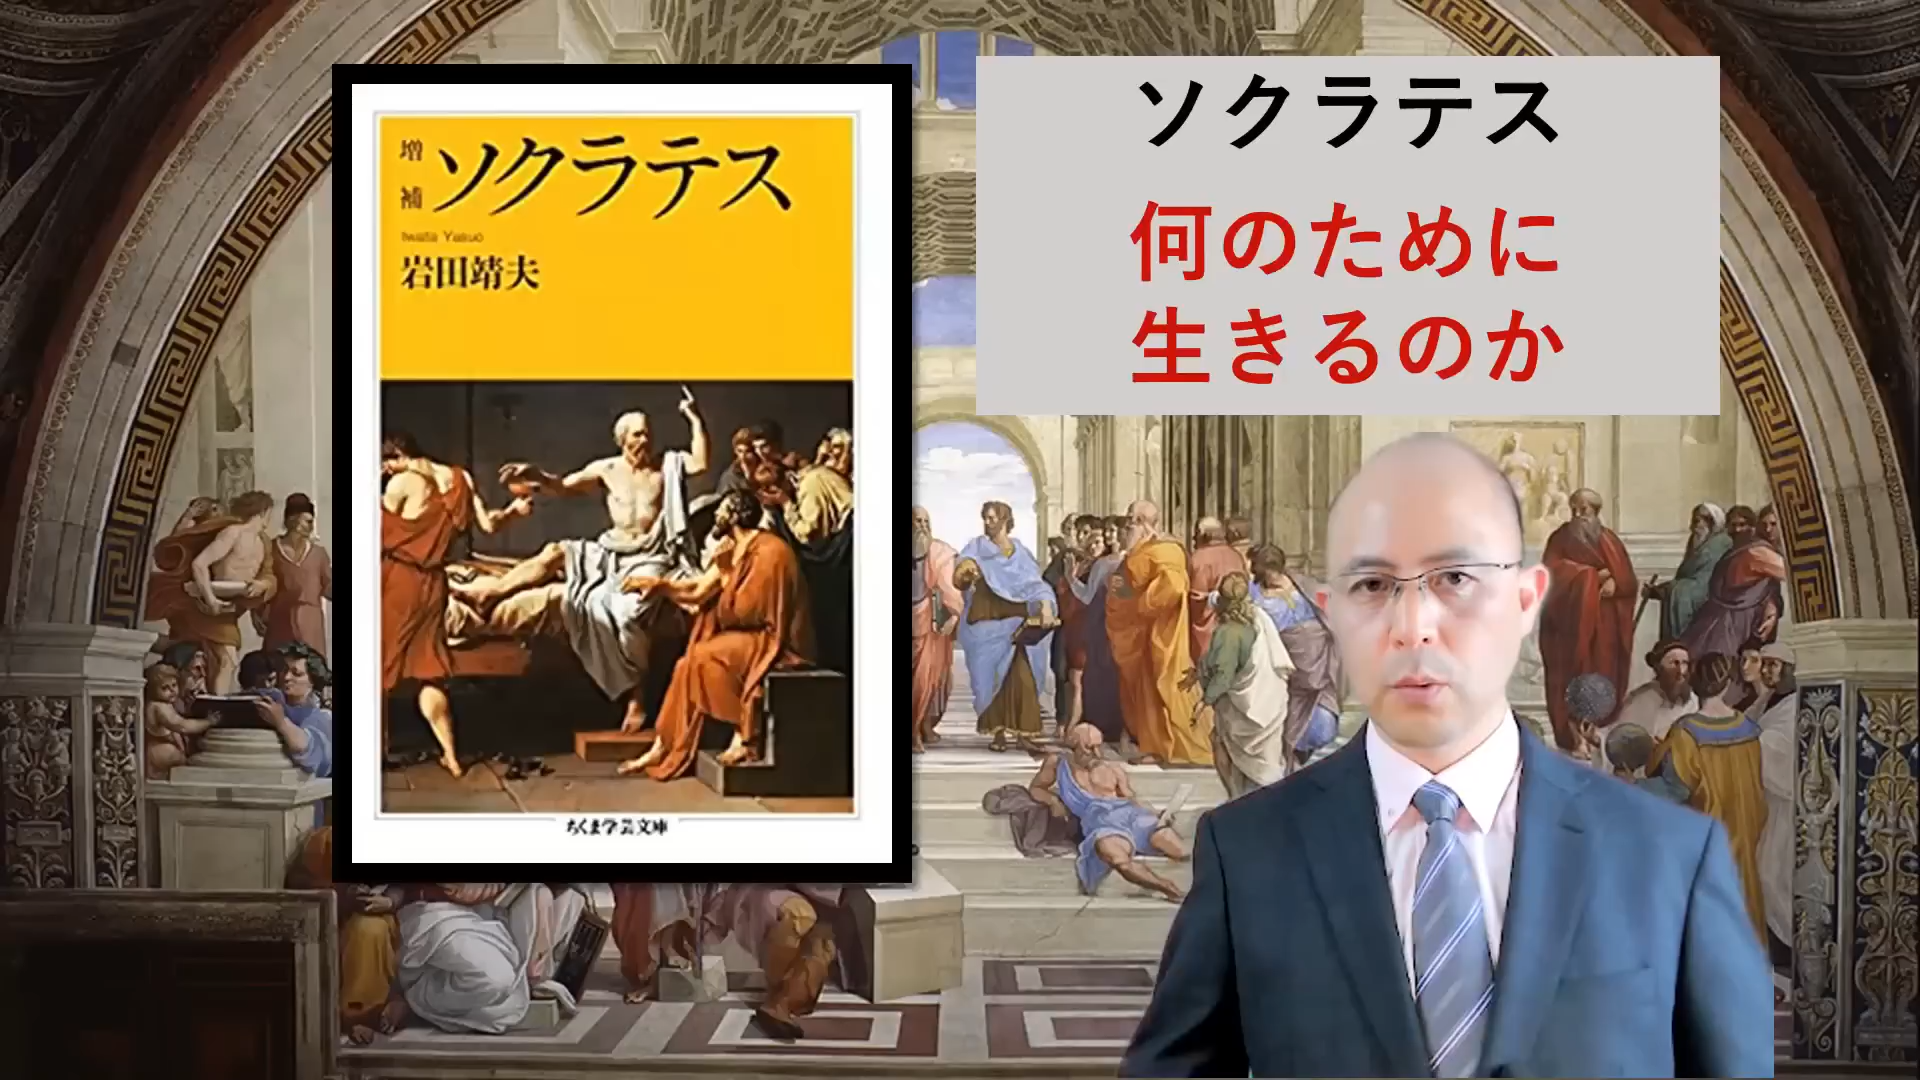 増補 ソクラテス
Iwata Yasuo
岩田靖夫
ちくま学芸文庫
ソクラテス
何のために
生きるのか